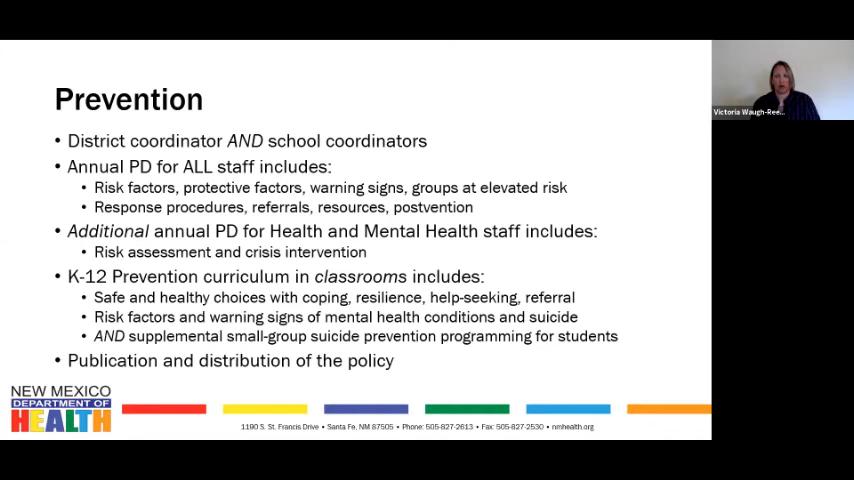 Prevention
• District coordinator AND school coordinators
• Annual PD for ALL staff includes:
• Risk factors, protective factors, warning signs, groups at elevated risk
• Response procedures, referrals, resources, postvention
• Additional annual PD for Health and Mental Health staff includes:
• Risk assessment and crisis intervention
• K-12 Prevention curriculum in classrooms includes:
• Safe and healthy choices with coping, resilience, help-seeking, referral
• Risk factors and warning signs of mental health conditions and suicide
• AND supplemental small-group suicide prevention programming for students
• Publication and distribution of the policy
NEW MEXICO
DEPARTMENT OF
HEALTH
1190 S. St. Francis Drive • Santa Fe, NM 87505 • Phone: 505-827-2613 • Fax: 505-827-2530 • nmhealth.org
Victoria Waugh-Ree...